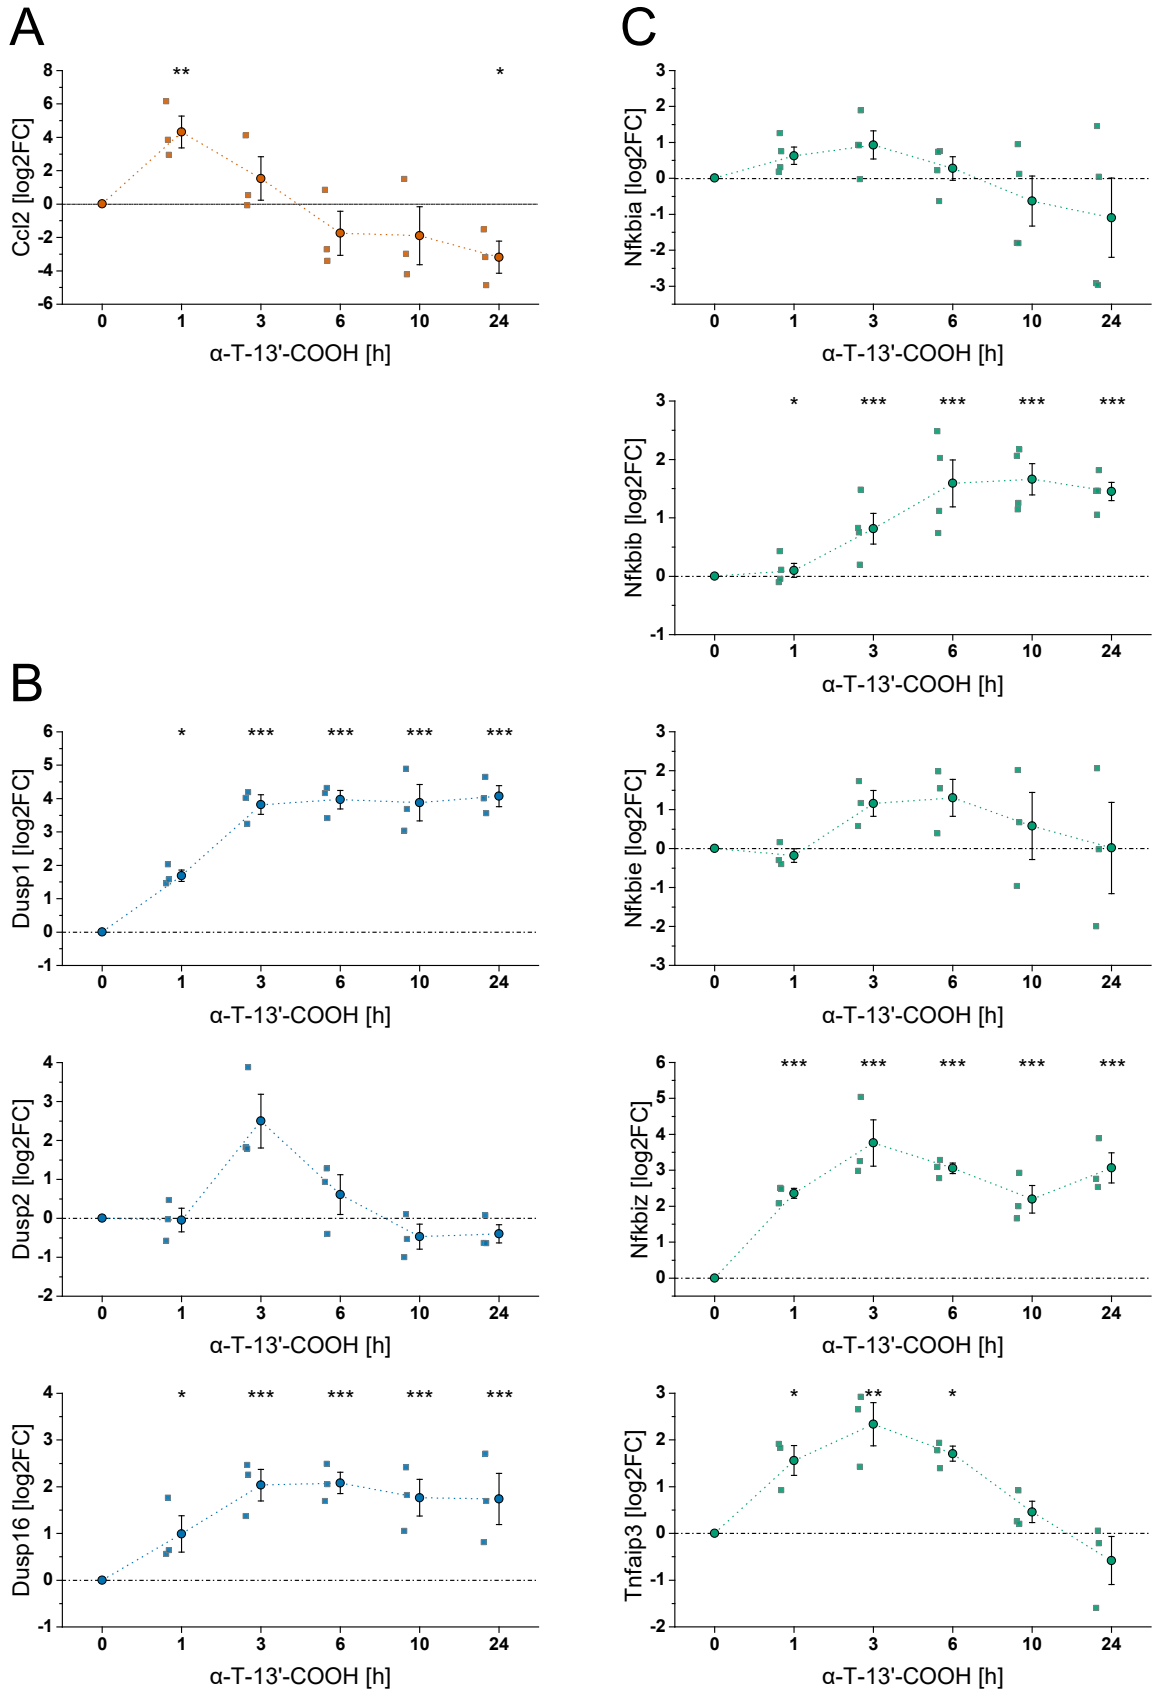 A
Ccl2 [log2FC]
8
6
4
2
0
-2
-4
-6
** *
0 1 3 6 10 24
α-T-13'-COOH [h]
B
Dusp1 [log2FC]
6
5
4
3
2
1
0
-1
* *** *** *** ***
0 1 3 6 10 24
α-T-13'-COOH [h]
Dusp2 [log2FC]
4
3
2
1
0
-1
-2
0 1 3 6 10 24
α-T-13'-COOH [h]
Dusp16 [log2FC]
4
3
2
1
0
-1
* *** *** *** ***
0 1 3 6 10 24
α-T-13'-COOH [h]
C
Nfkbia [log2FC]
3
2
1
0
-1
-2
-3
0 1 3 6 10 24
α-T-13'-COOH [h]
Nfkbib [log2FC]
3
2
1
0
-1
* *** *** *** ***
0 1 3 6 10 24
α-T-13'-COOH [h]
Nfkbie [log2FC]
3
2
1
0
-1
-2
-3
0 1 3 6 10 24
α-T-13'-COOH [h]
Nfkbiz [log2FC]
6
5
4
3
2
1
0
*** *** *** *** ***
0 1 3 6 10 24
α-T-13'-COOH [h]
Tnfaip3 [log2FC]
3
2
1
0
-1
-2
* ** *
0 1 3 6 10 24
α-T-13'-COOH [h]